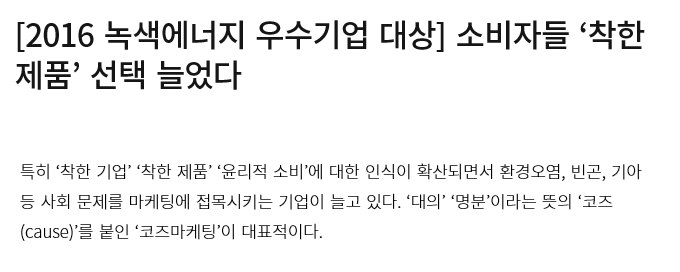 [2016 녹색에너지 우수기업 대상] 소비자들 ‘착한
제품’ 선택 늘었다
특히 ‘착한 기업’ ‘착한 제품’ ‘윤리적 소비’에 대한 인식이 확산되면서 환경오염, 빈곤, 기아
등 사회 문제를 마케팅에 접목시키는 기업이 늘고 있다. ‘대의’ ‘명분’이라는 뜻의 ‘코즈
(cause)’를 붙인 ‘코즈마케팅’이 대표적이다.